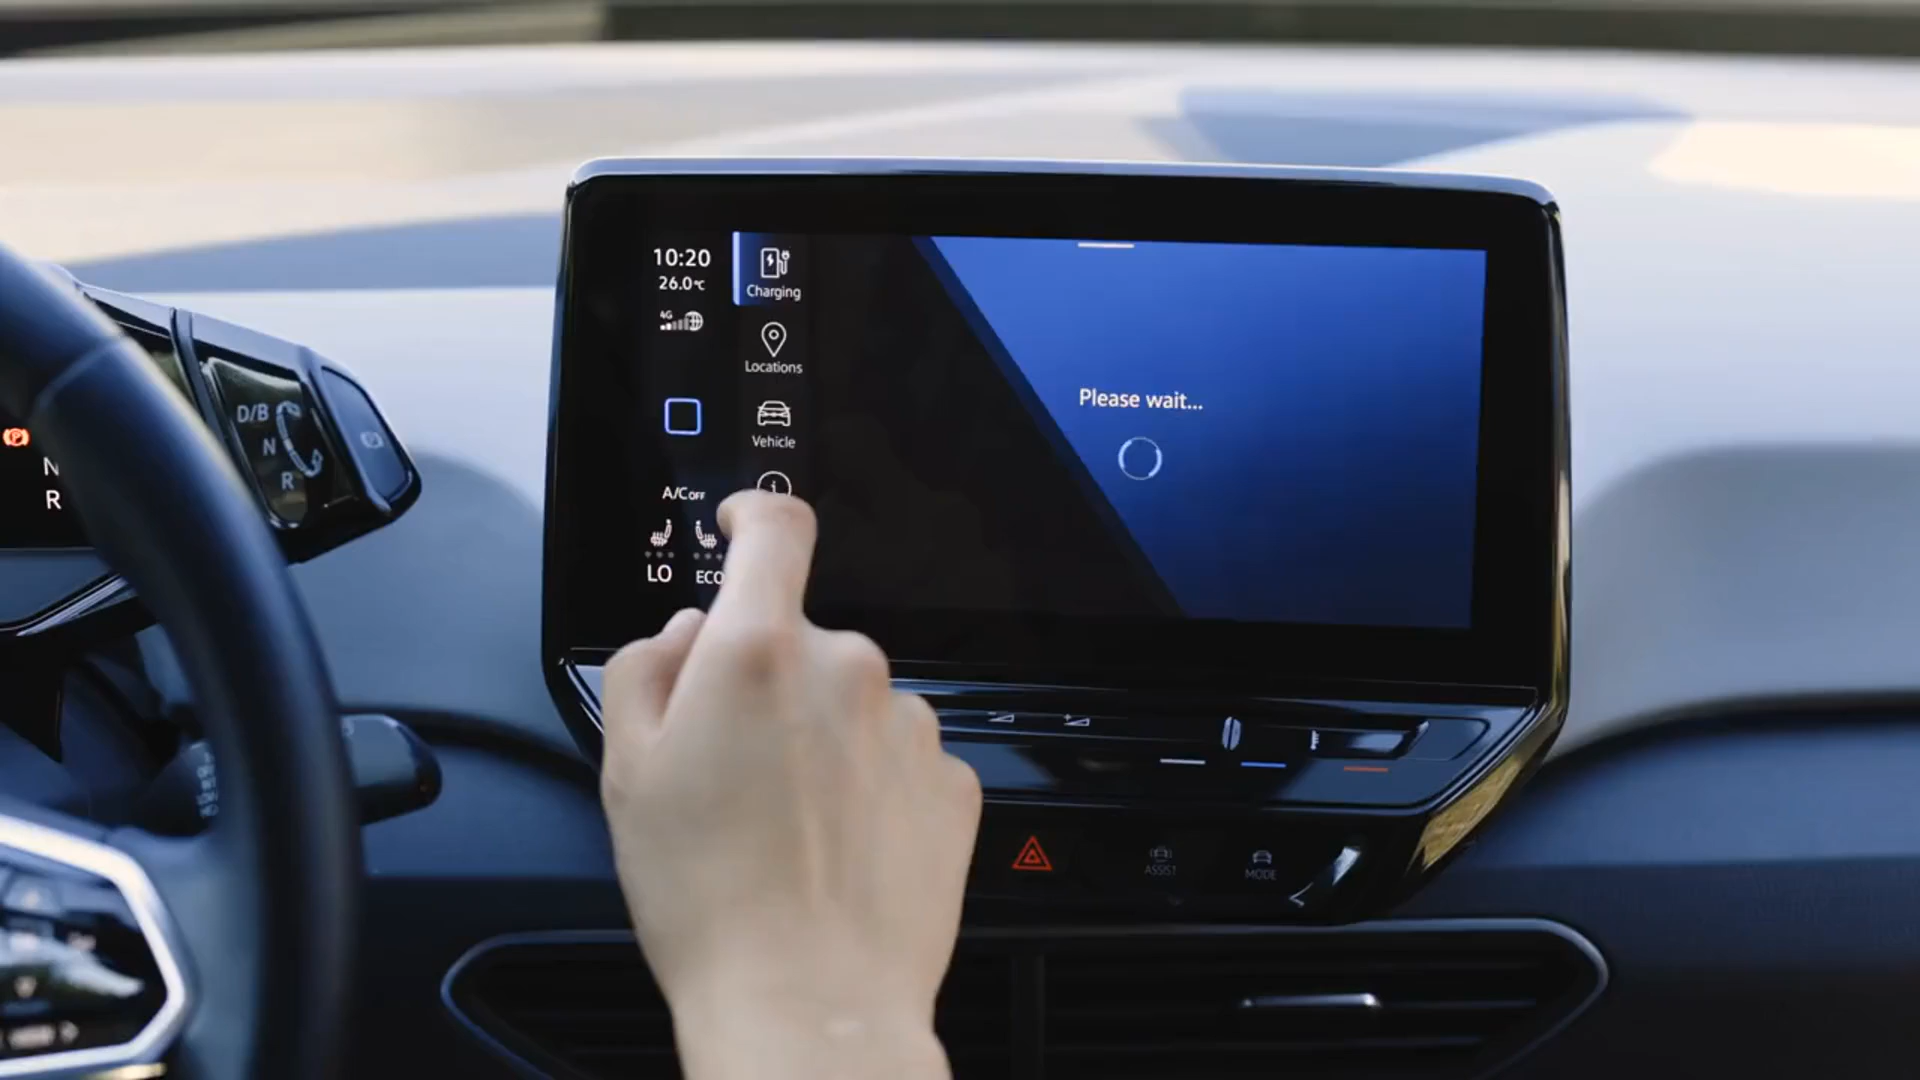 10:20
26.0°C
4G
Charging
Locations
Vehicle
Please wait...
A/C OFF
LO
ECO
D/B
N
R
N
R
P
ASSIST
MODE